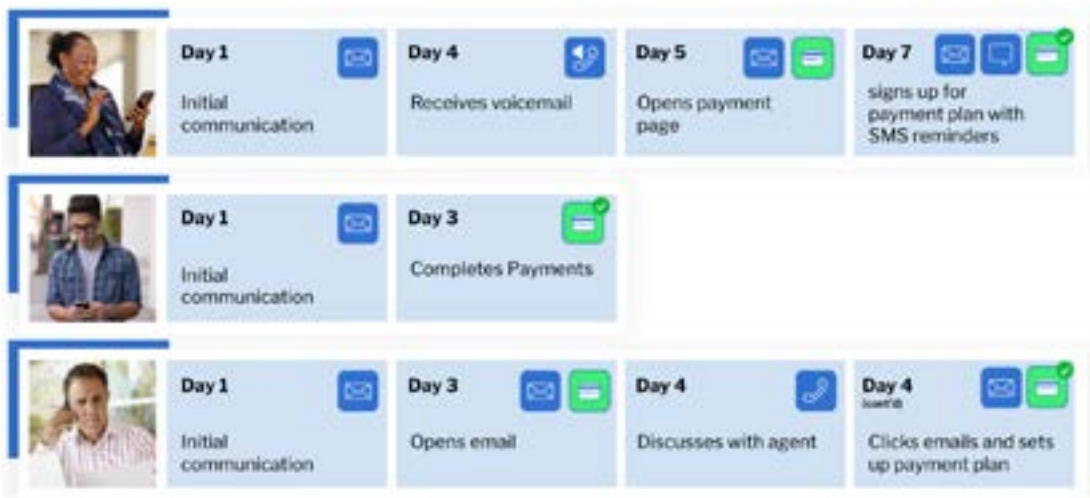 Day 1
Initial
communication
Day 4
Receives voicemail
Day 5
Opens payment
page
Day 7
signs up for
payment plan with
SMS reminders
Day 1
Initial
communication
Day 3
Completes Payments
Day 1
Initial
communication
Day 3
Opens email
Day 4
Discusses with agent
Day 4
(cont'd)
Clicks emails and sets
up payment plan